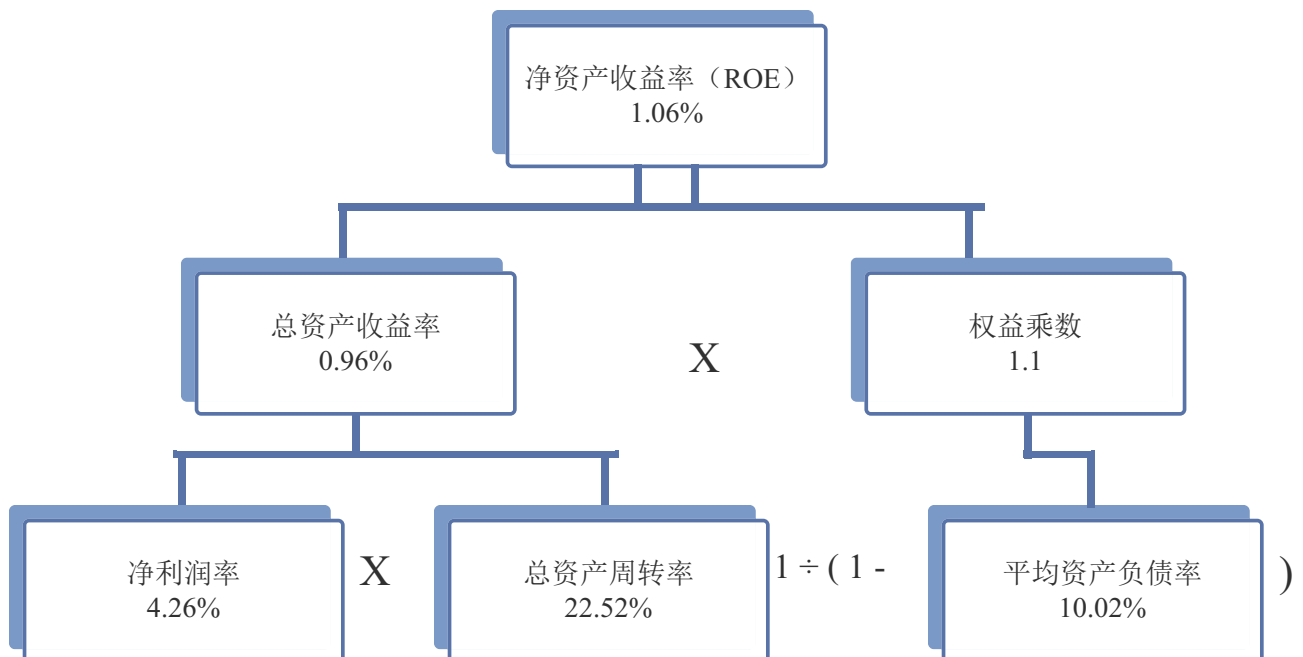 净资产收益率（ROE）
1.06%
总资产收益率
0.96%
X
权益乘数
1.1
净利润率
4.26%
X
总资产周转率
22.52%
1 ÷ ( 1 -
平均资产负债率
10.02%
)